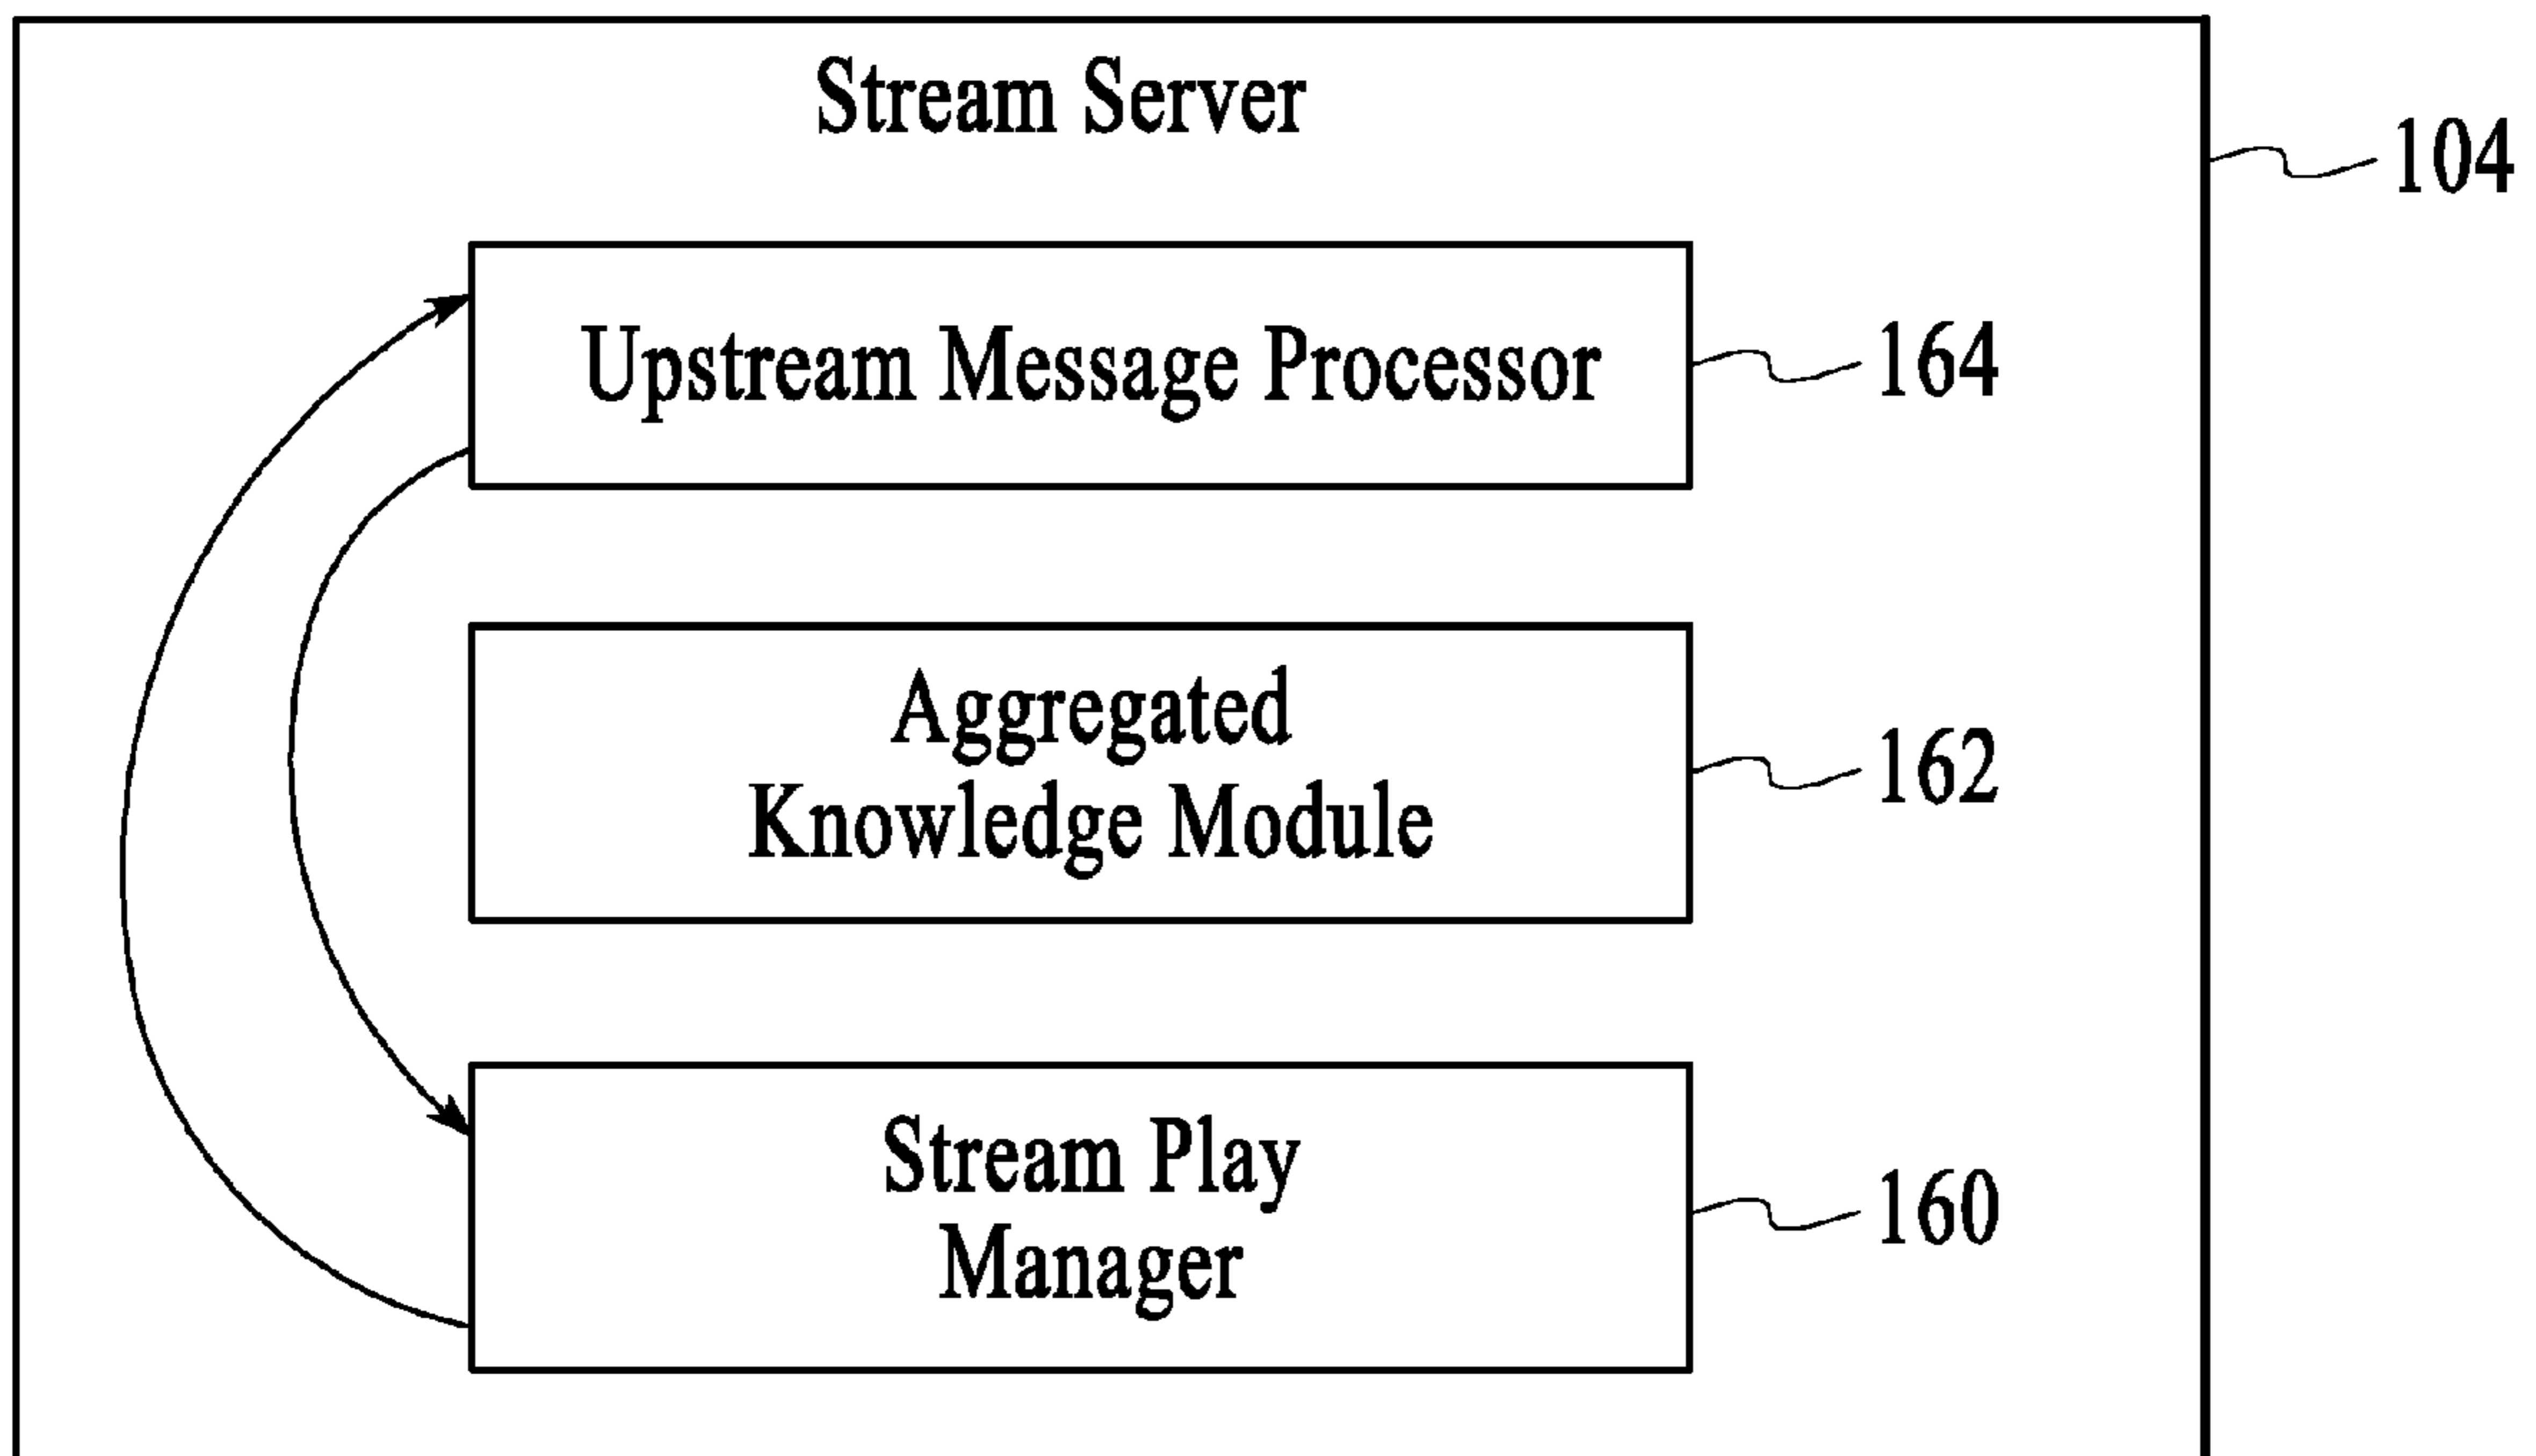 Stream Server
104
Upstream Message Processor
164
Aggregated
Knowledge Module
162
Stream Play
Manager
160